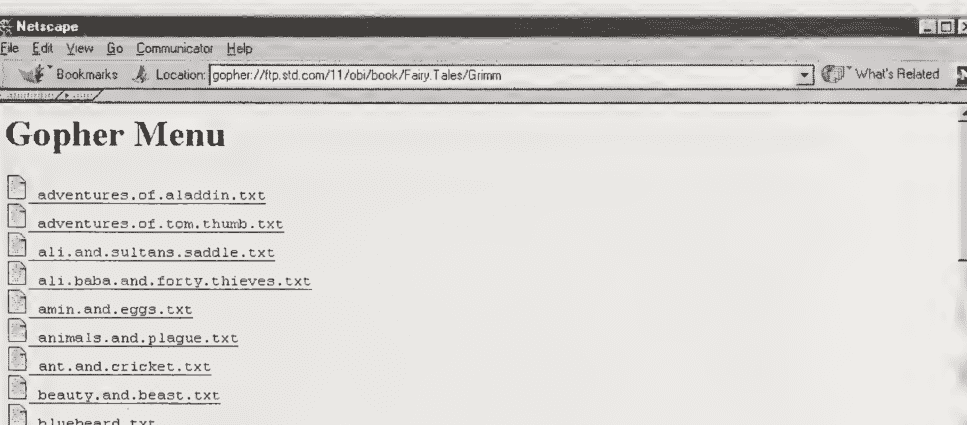 Netscape
File Edit View Go Communicator Help
Bookmarks Location: gopher://ftp.std.com/11/obi/book/Fairy.Tales/Grimm What's Related
Gopher Menu
adventures.of.aladdin.txt
adventures.of.tom.thumb.txt
ali.and.sultans.saddle.txt
ali.baba.and.forty.thieves.txt
amin.and.eggs.txt
animals.and.plague.txt
ant.and.cricket.txt
beauty.and.beast.txt
bluebeard.txt